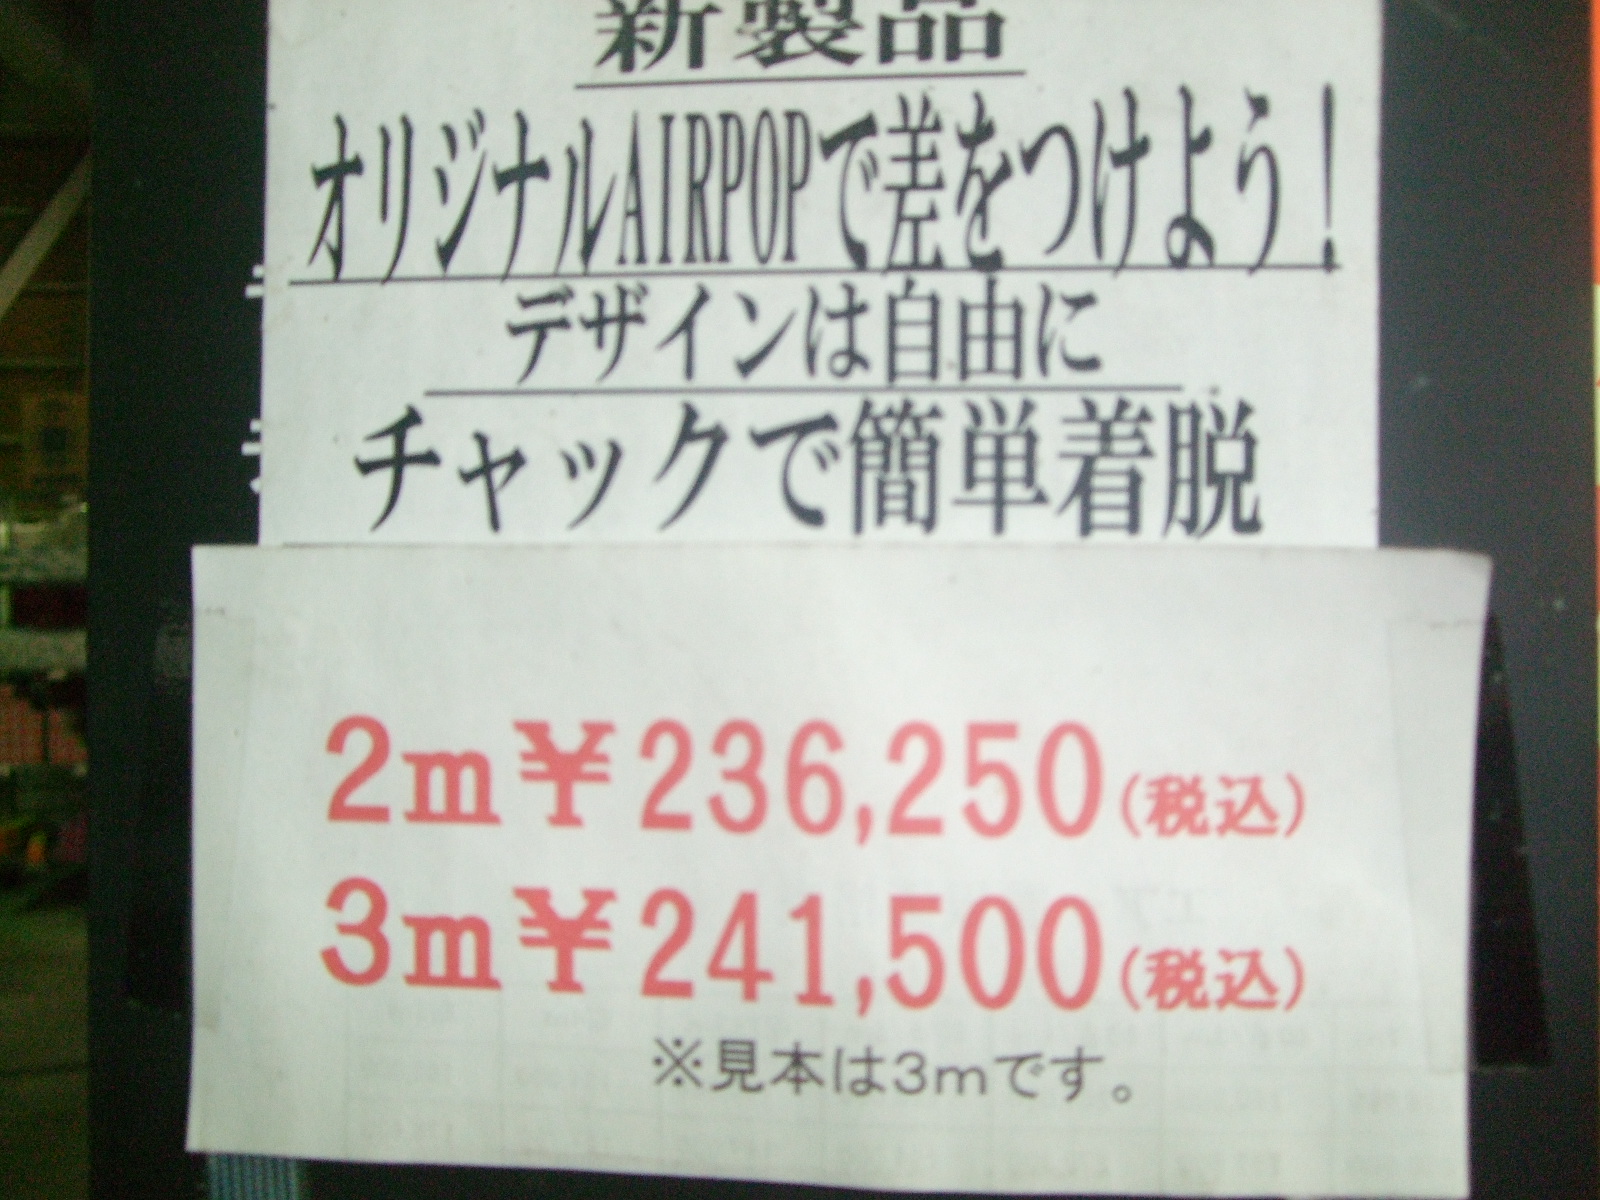 新製品
オリジナルAIRPOPで差をつけよう！
デザインは自由に
チャックで簡単着脱
2m￥236,250(税込)
3m￥241,500(税込)
※見本は3mです。